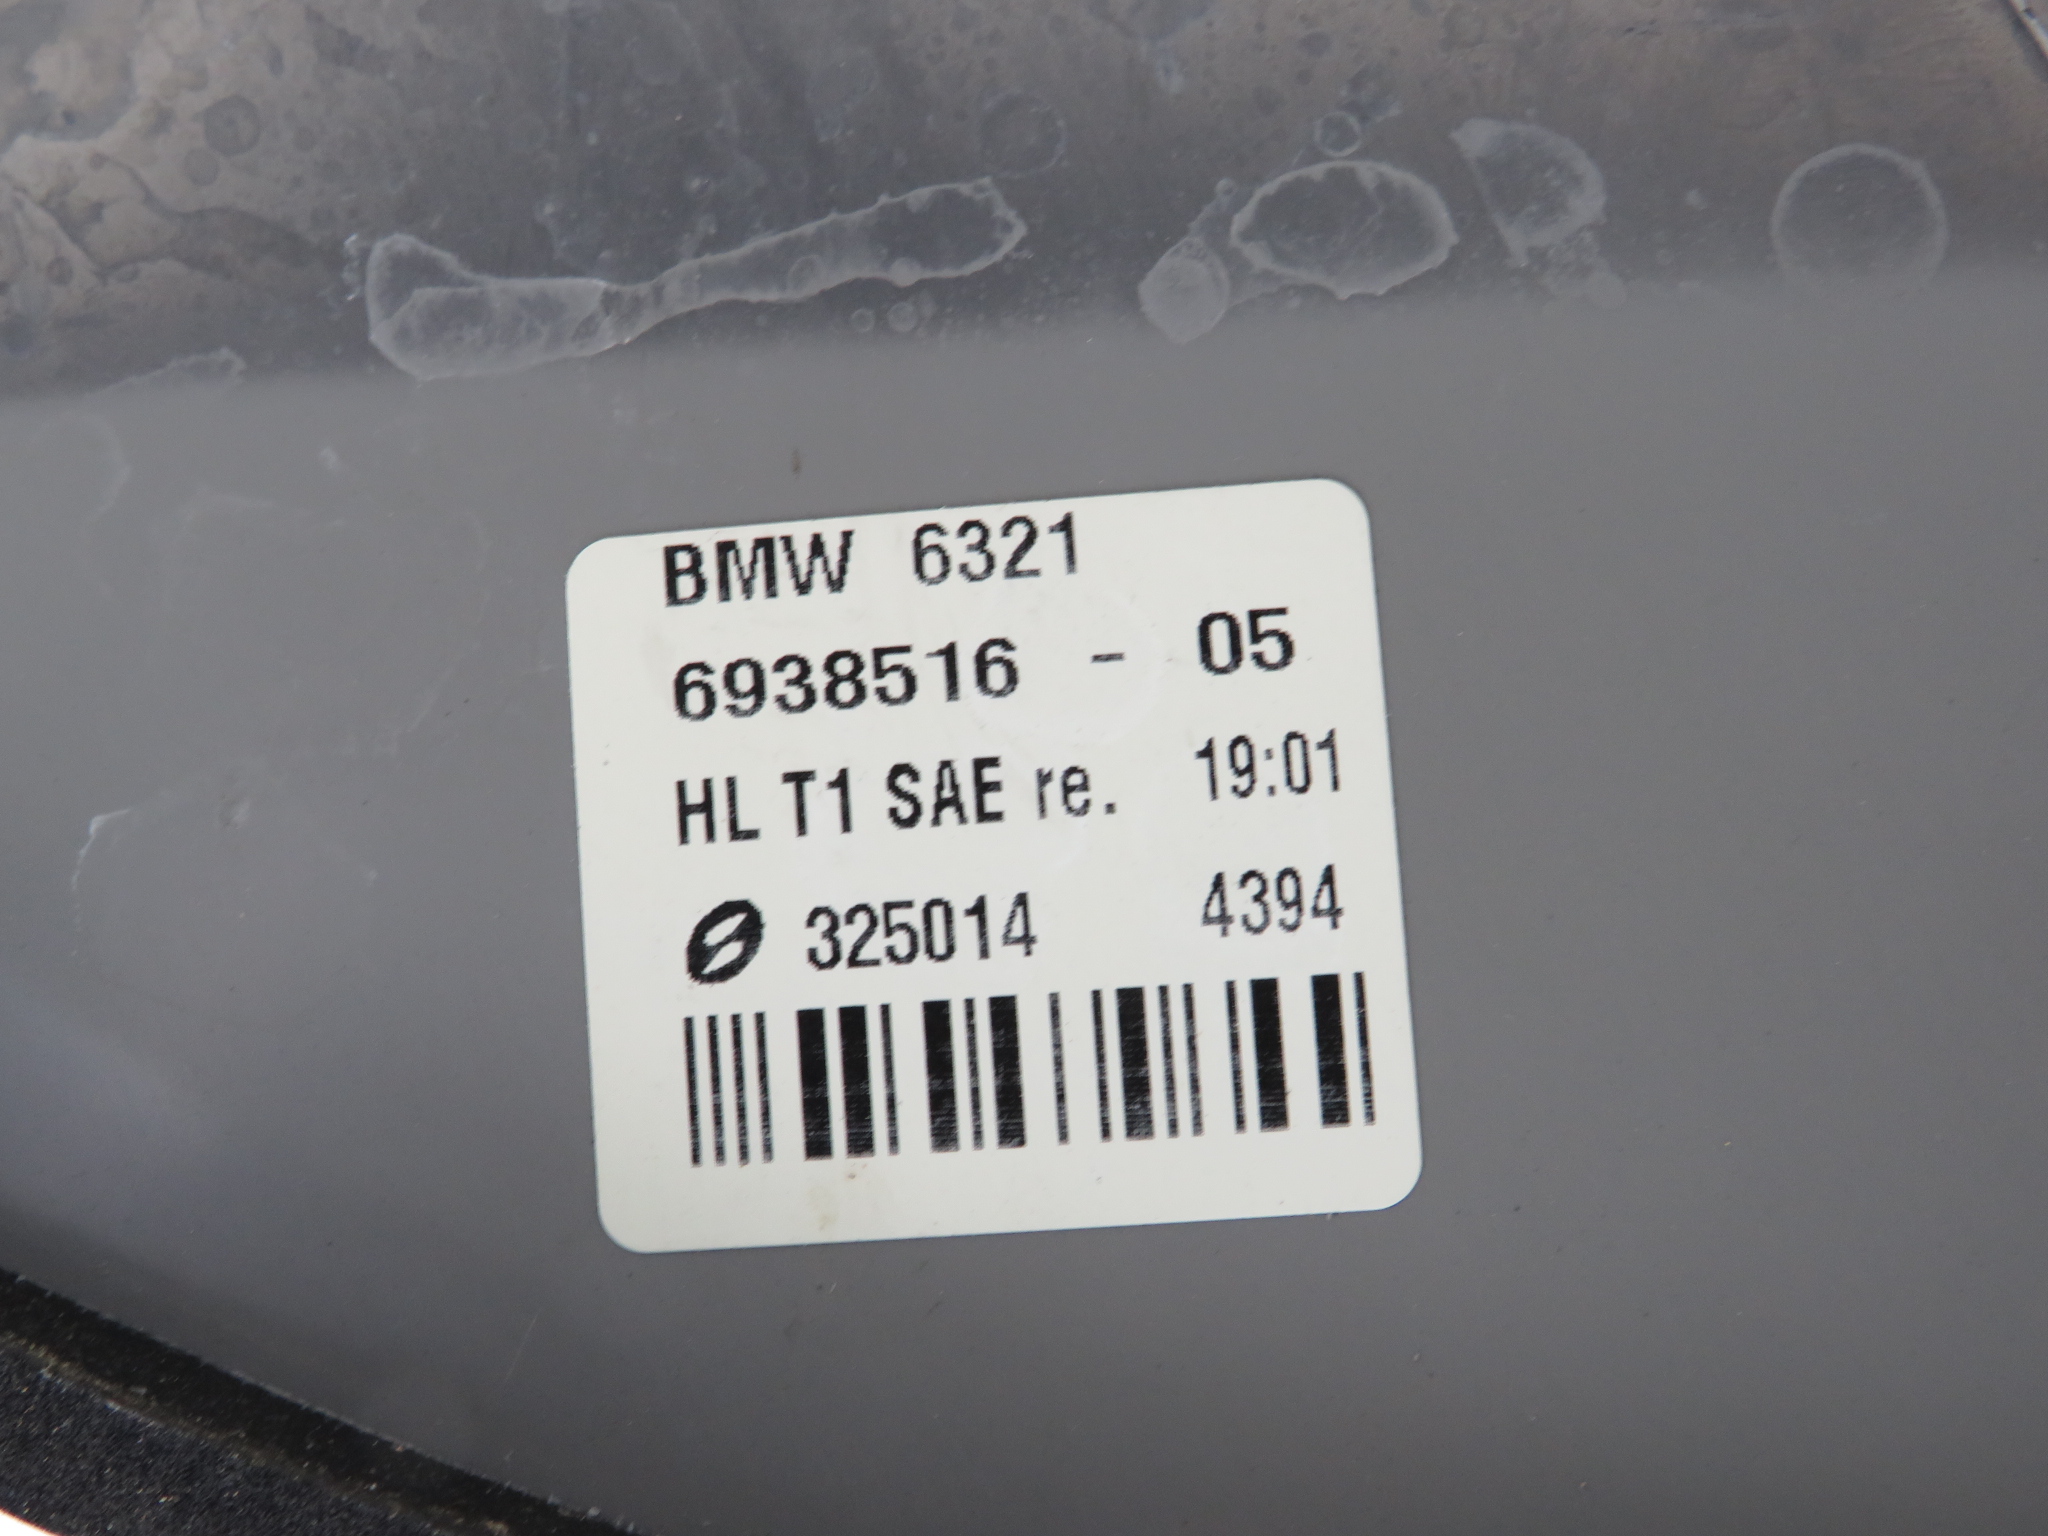 BMW 6321
6938516 - 05
HL T1 SAE re. 19:01
325014 4394